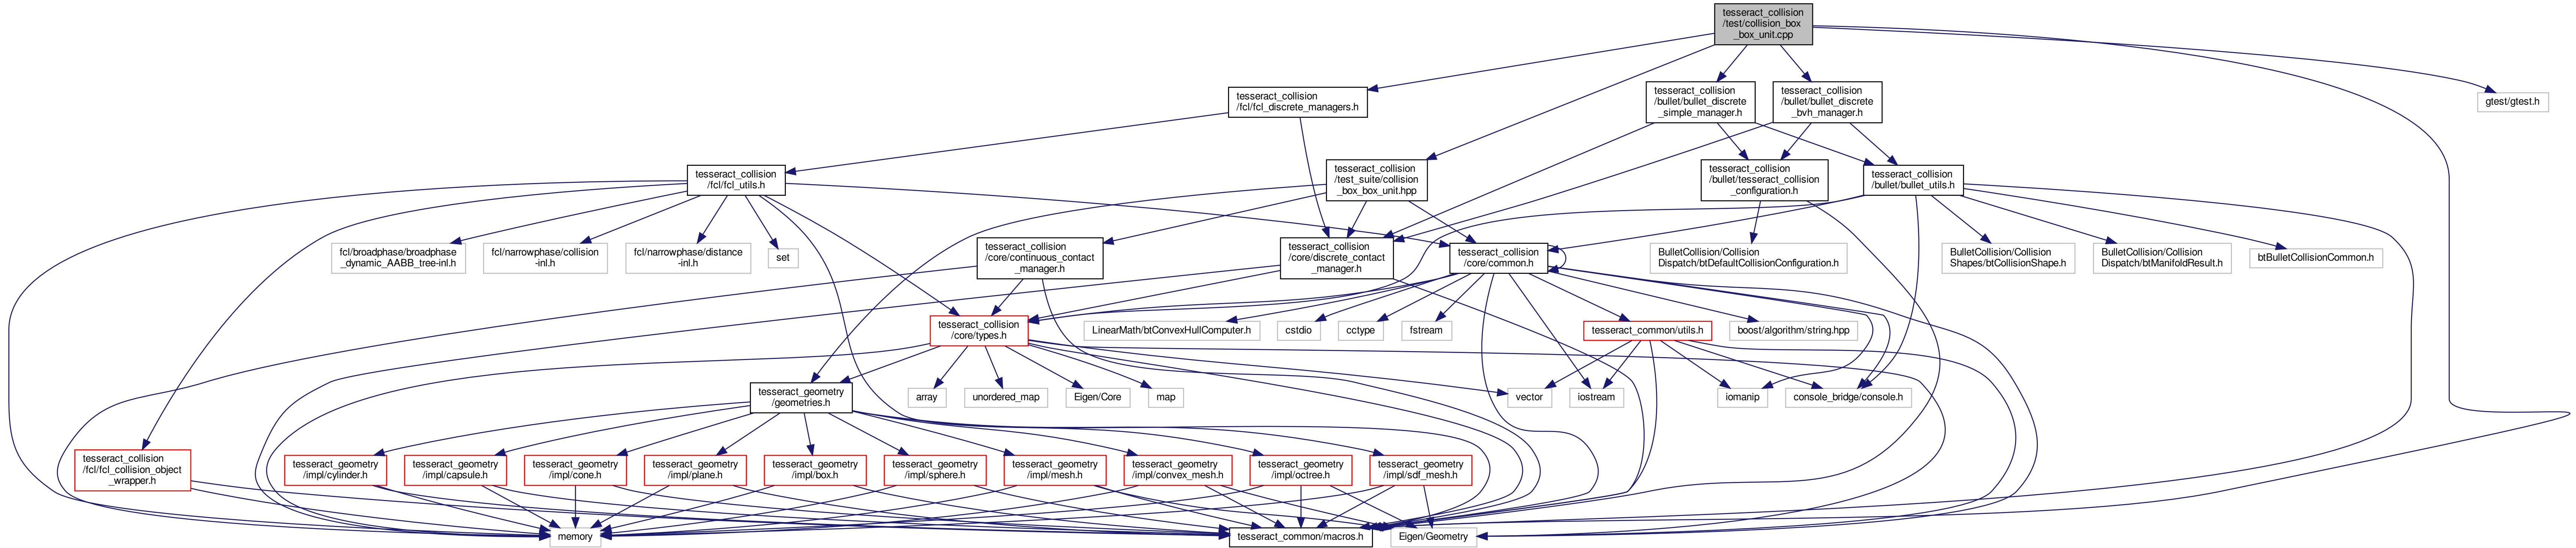 tesseract_collision
/test/collision_box
_box_unit.cpp
tesseract_collision
/fcl/fcl_discrete_managers.h
tesseract_collision
/bullet/bullet_discrete
_simple_manager.h
tesseract_collision
/bullet/bullet_discrete
_bvh_manager.h
gtest/gtest.h
tesseract_collision
/fcl/fcl_utils.h
tesseract_collision
/test_suite/collision
_box_box_unit.hpp
tesseract_collision
/bullet/tesseract_collision
_configuration.h
tesseract_collision
/bullet/bullet_utils.h
fcl/broadphase/broadphase
_dynamic_AABB_tree-inl.h
fcl/narrowphase/collision
-inl.h
fcl/narrowphase/distance
-inl.h
set
tesseract_collision
/core/continuous_contact
_manager.h
tesseract_collision
/core/discrete_contact
_manager.h
tesseract_collision
/core/common.h
BulletCollision/Collision
Dispatch/btDefaultCollisionConfiguration.h
BulletCollision/Collision
Shapes/btCollisionShape.h
BulletCollision/Collision
Dispatch/btManifoldResult.h
btBulletCollisionCommon.h
tesseract_collision
/core/types.h
LinearMath/btConvexHullComputer.h
cstdio
cctype
fstream
tesseract_common/utils.h
boost/algorithm/string.hpp
tesseract_geometry
/geometries.h
array
unordered_map
Eigen/Core
map
vector
iostream
iomanip
console_bridge/console.h
tesseract_collision
/fcl/fcl_collision_object
_wrapper.h
tesseract_geometry
/impl/cylinder.h
tesseract_geometry
/impl/capsule.h
tesseract_geometry
/impl/cone.h
tesseract_geometry
/impl/plane.h
tesseract_geometry
/impl/box.h
tesseract_geometry
/impl/sphere.h
tesseract_geometry
/impl/mesh.h
tesseract_geometry
/impl/convex_mesh.h
tesseract_geometry
/impl/octree.h
tesseract_geometry
/impl/sdf_mesh.h
memory
tesseract_common/macros.h
Eigen/Geometry